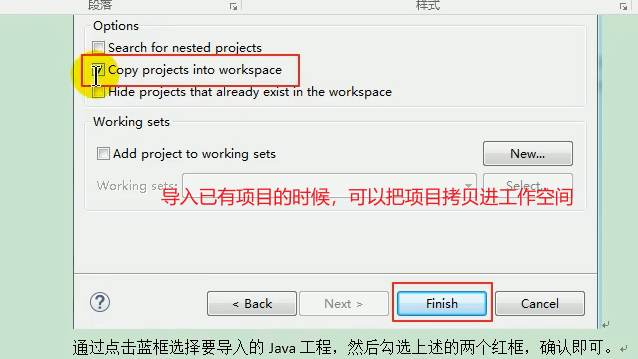 段落
样式
Options
Search for nested projects
Copy projects into workspace
Hide projects that already exist in the workspace
Working sets
Add project to working sets
New...
Working sets:
Select...
导入已有项目的时候，可以把项目拷贝进工作空间
?
< Back
Next >
Finish
Cancel
通过点击蓝框选择要导入的 Java 工程，然后勾选上述的两个红框，确认即可。